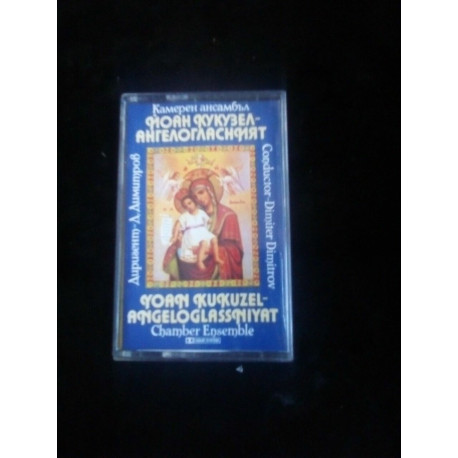 Камерен ансамбъл
ЙОАН КУКУЗЕЛ-
АНГЕЛОГЛАСНИЯТ
Диригент-Д.Димитров
Conductor-Dimiter Dimitrov
YOAN KUKUZEL-
ANGELOGLASSNIYAT
Chamber Ensemble